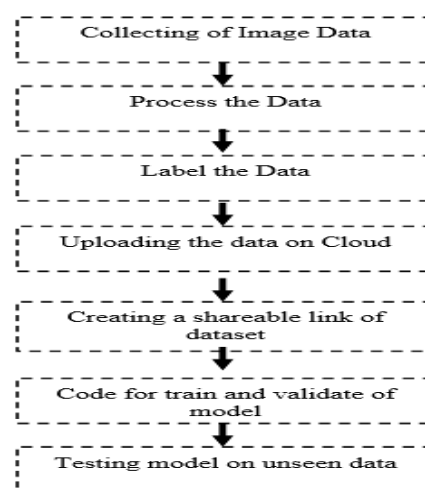 Collecting of Image Data
Process the Data
Label the Data
Uploading the data on Cloud
Creating a shareable link of
dataset
Code for train and validate of
model
Testing model on unseen data